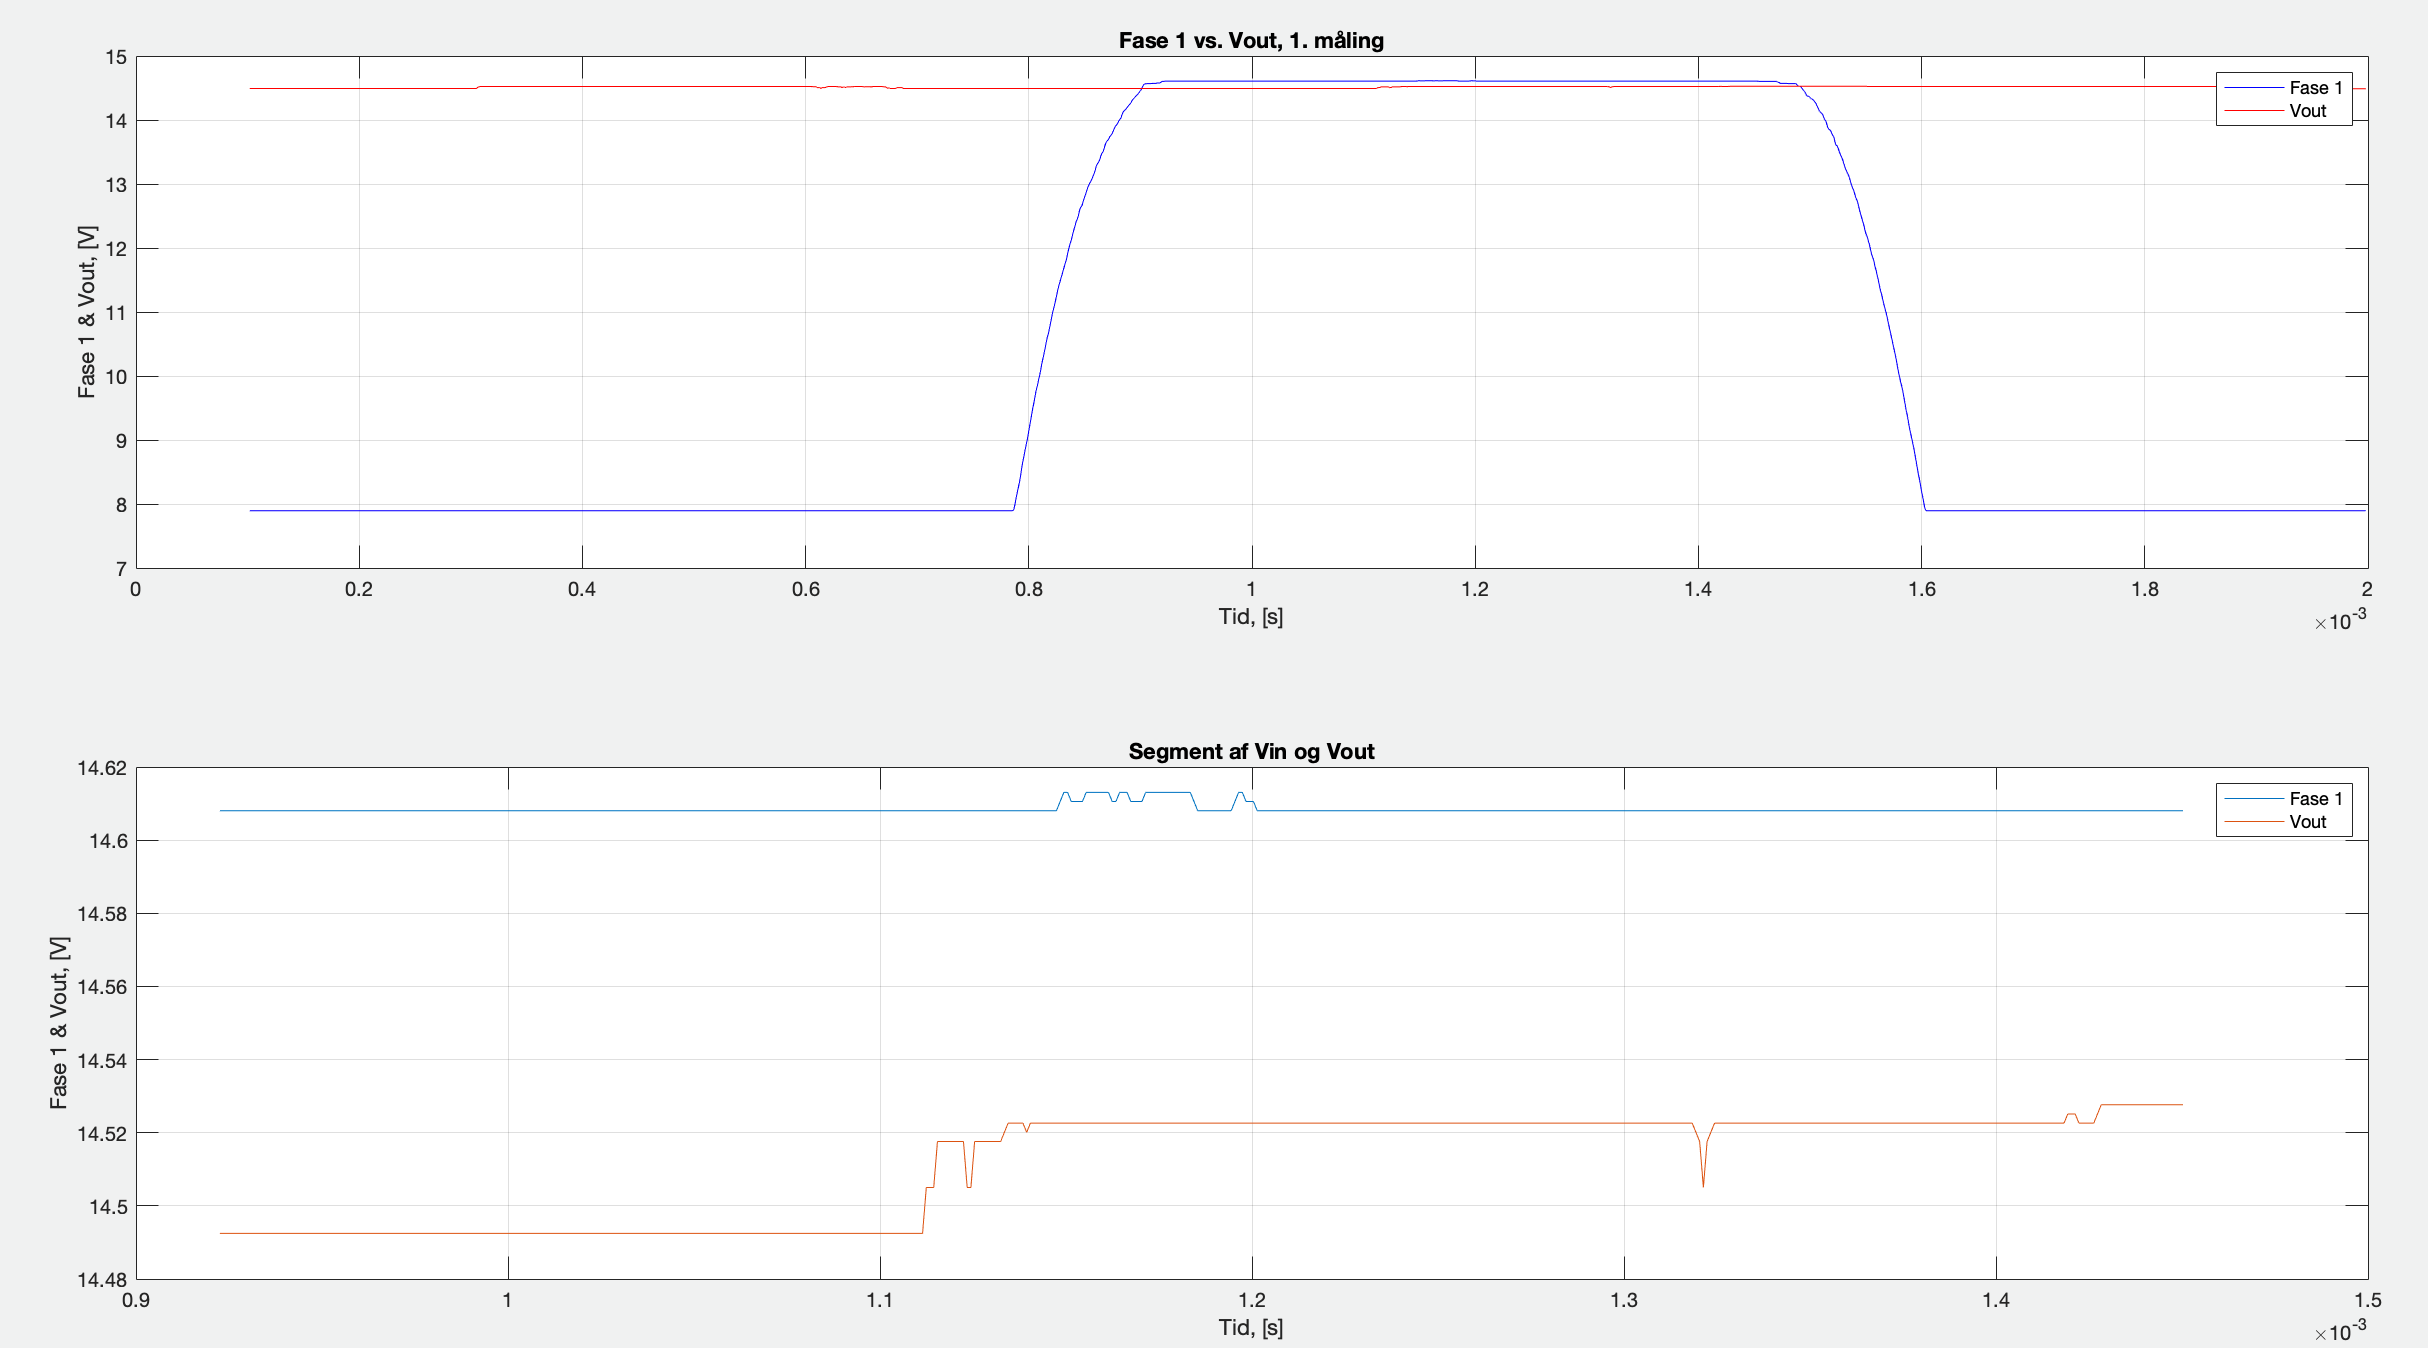 Fase 1 vs. Vout, 1. måling
15
14
13
12
11
10
9
8
7
Fase 1 & Vout, [V]
Fase 1
Vout
0 0.2 0.4 0.6 0.8 1 1.2 1.4 1.6 1.8 2
Tid, [s]
×10-3
Segment af Vin og Vout
14.62
14.6
14.58
14.56
14.54
14.52
14.5
14.48
Fase 1 & Vout, [V]
Fase 1
Vout
0.9 1 1.1 1.2 1.3 1.4 1.5
Tid, [s]
×10-3